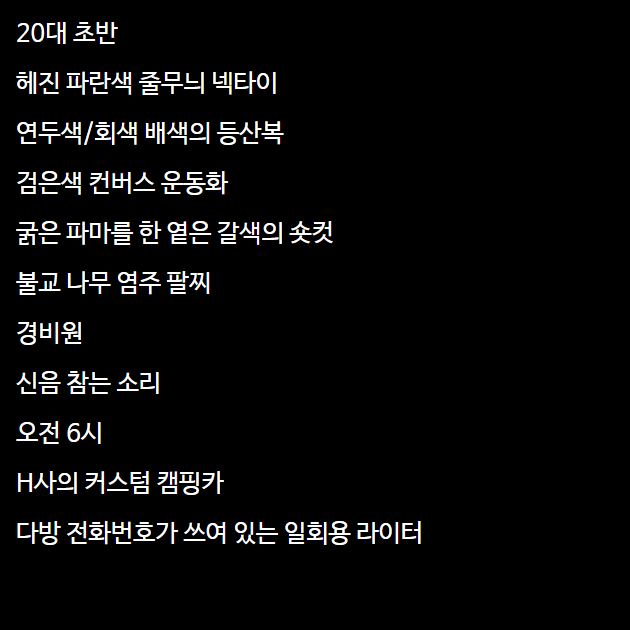 20대 초반
헤진 파란색 줄무늬 넥타이
연두색/회색 배색의 등산복
검은색 컨버스 운동화
굵은 파마를 한 옅은 갈색의 숏컷
불교 나무 염주 팔찌
경비원
신음 참는 소리
오전 6시
H사의 커스텀 캠핑카
다방 전화번호가 쓰여 있는 일회용 라이터